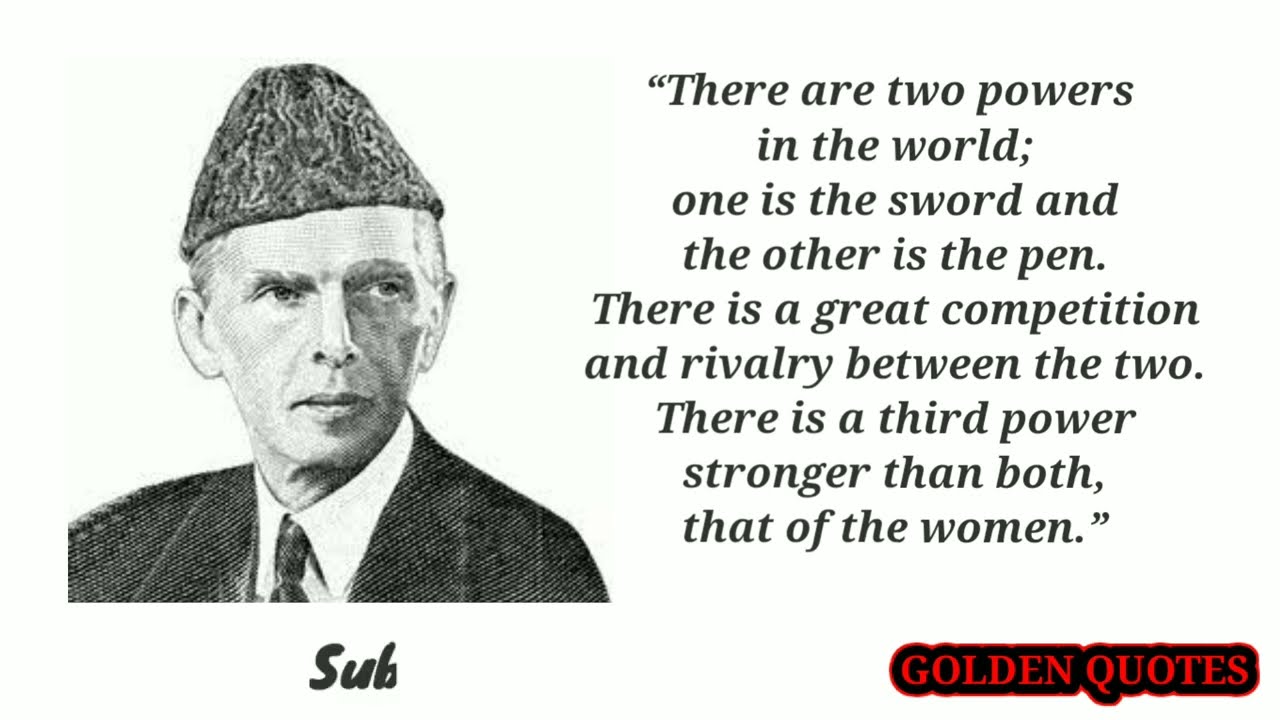 “There are two powers
in the world;
one is the sword and
the other is the pen.
There is a great competition
and rivalry between the two.
There is a third power
stronger than both,
that of the women.”
Sub
GOLDEN QUOTES